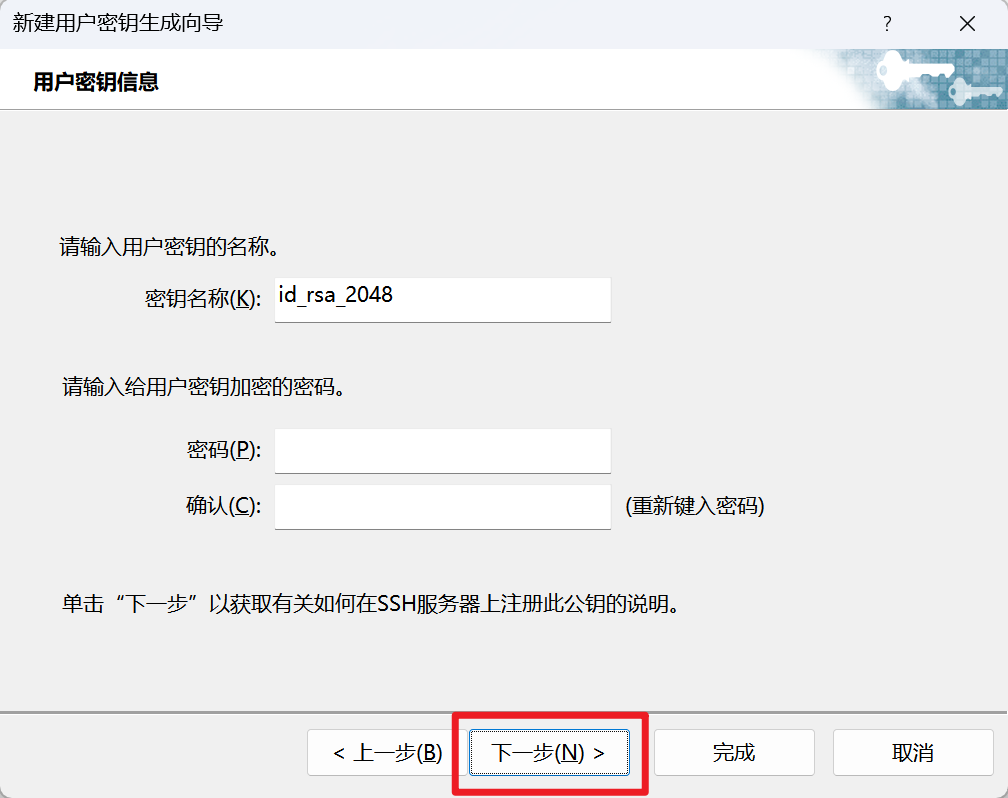 新建用户密钥生成向导 ?
用户密钥信息
请输入用户密钥的名称。
密钥名称(K): id_rsa_2048
请输入给用户密钥加密的密码。
密码(P):
确认(C): (重新键入密码)
单击“下一步”以获取有关如何在SSH服务器上注册此公钥的说明。
< 上一步(B) 下一步(N) > 完成 取消